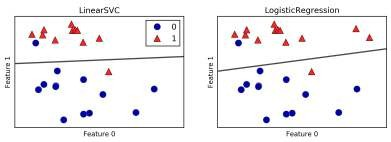 LinearSVC
0
1
Feature 1
Feature 0
LogisticRegression
Feature 1
Feature 0